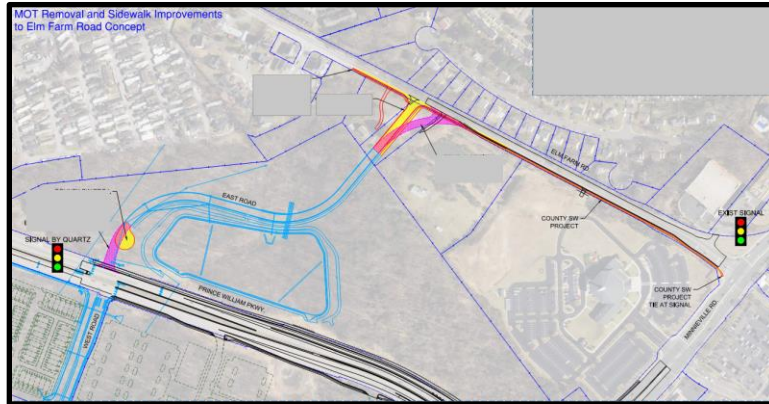 MOT Removal and Sidewalk Improvements
to Elm Farm Road Concept
ELM FARM RD.
EAST ROAD
COUNTY SW
PROJECT
EXIST SIGNAL
SIGNAL BY QUARTZ
PRINCE WILLIAM PKWY.
COUNTY SW
PROJECT
TIE AT SIGNAL
MINNIEVILLE RD.
WEST ROAD